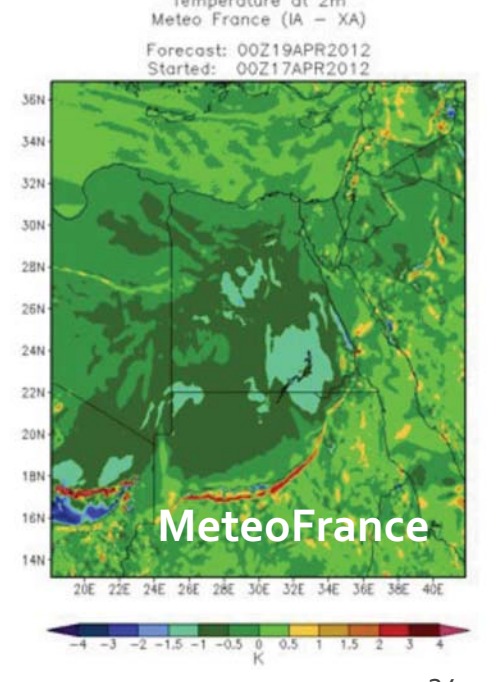 Temperature at 2m
Meteo France (IA – XA)
Forecast: 00Z19APR2012
Started: 00Z17APR2012
36N
34N
32N
30N
28N
26N
24N
22N
20N
18N
16N
14N
MeteoFrance
20E 22E 24E 26E 28E 30E 32E 34E 36E 38E 40E
-4 -3 -2 -1.5 -1 -0.5 0 0.5 1 1.5 2 3 4
K